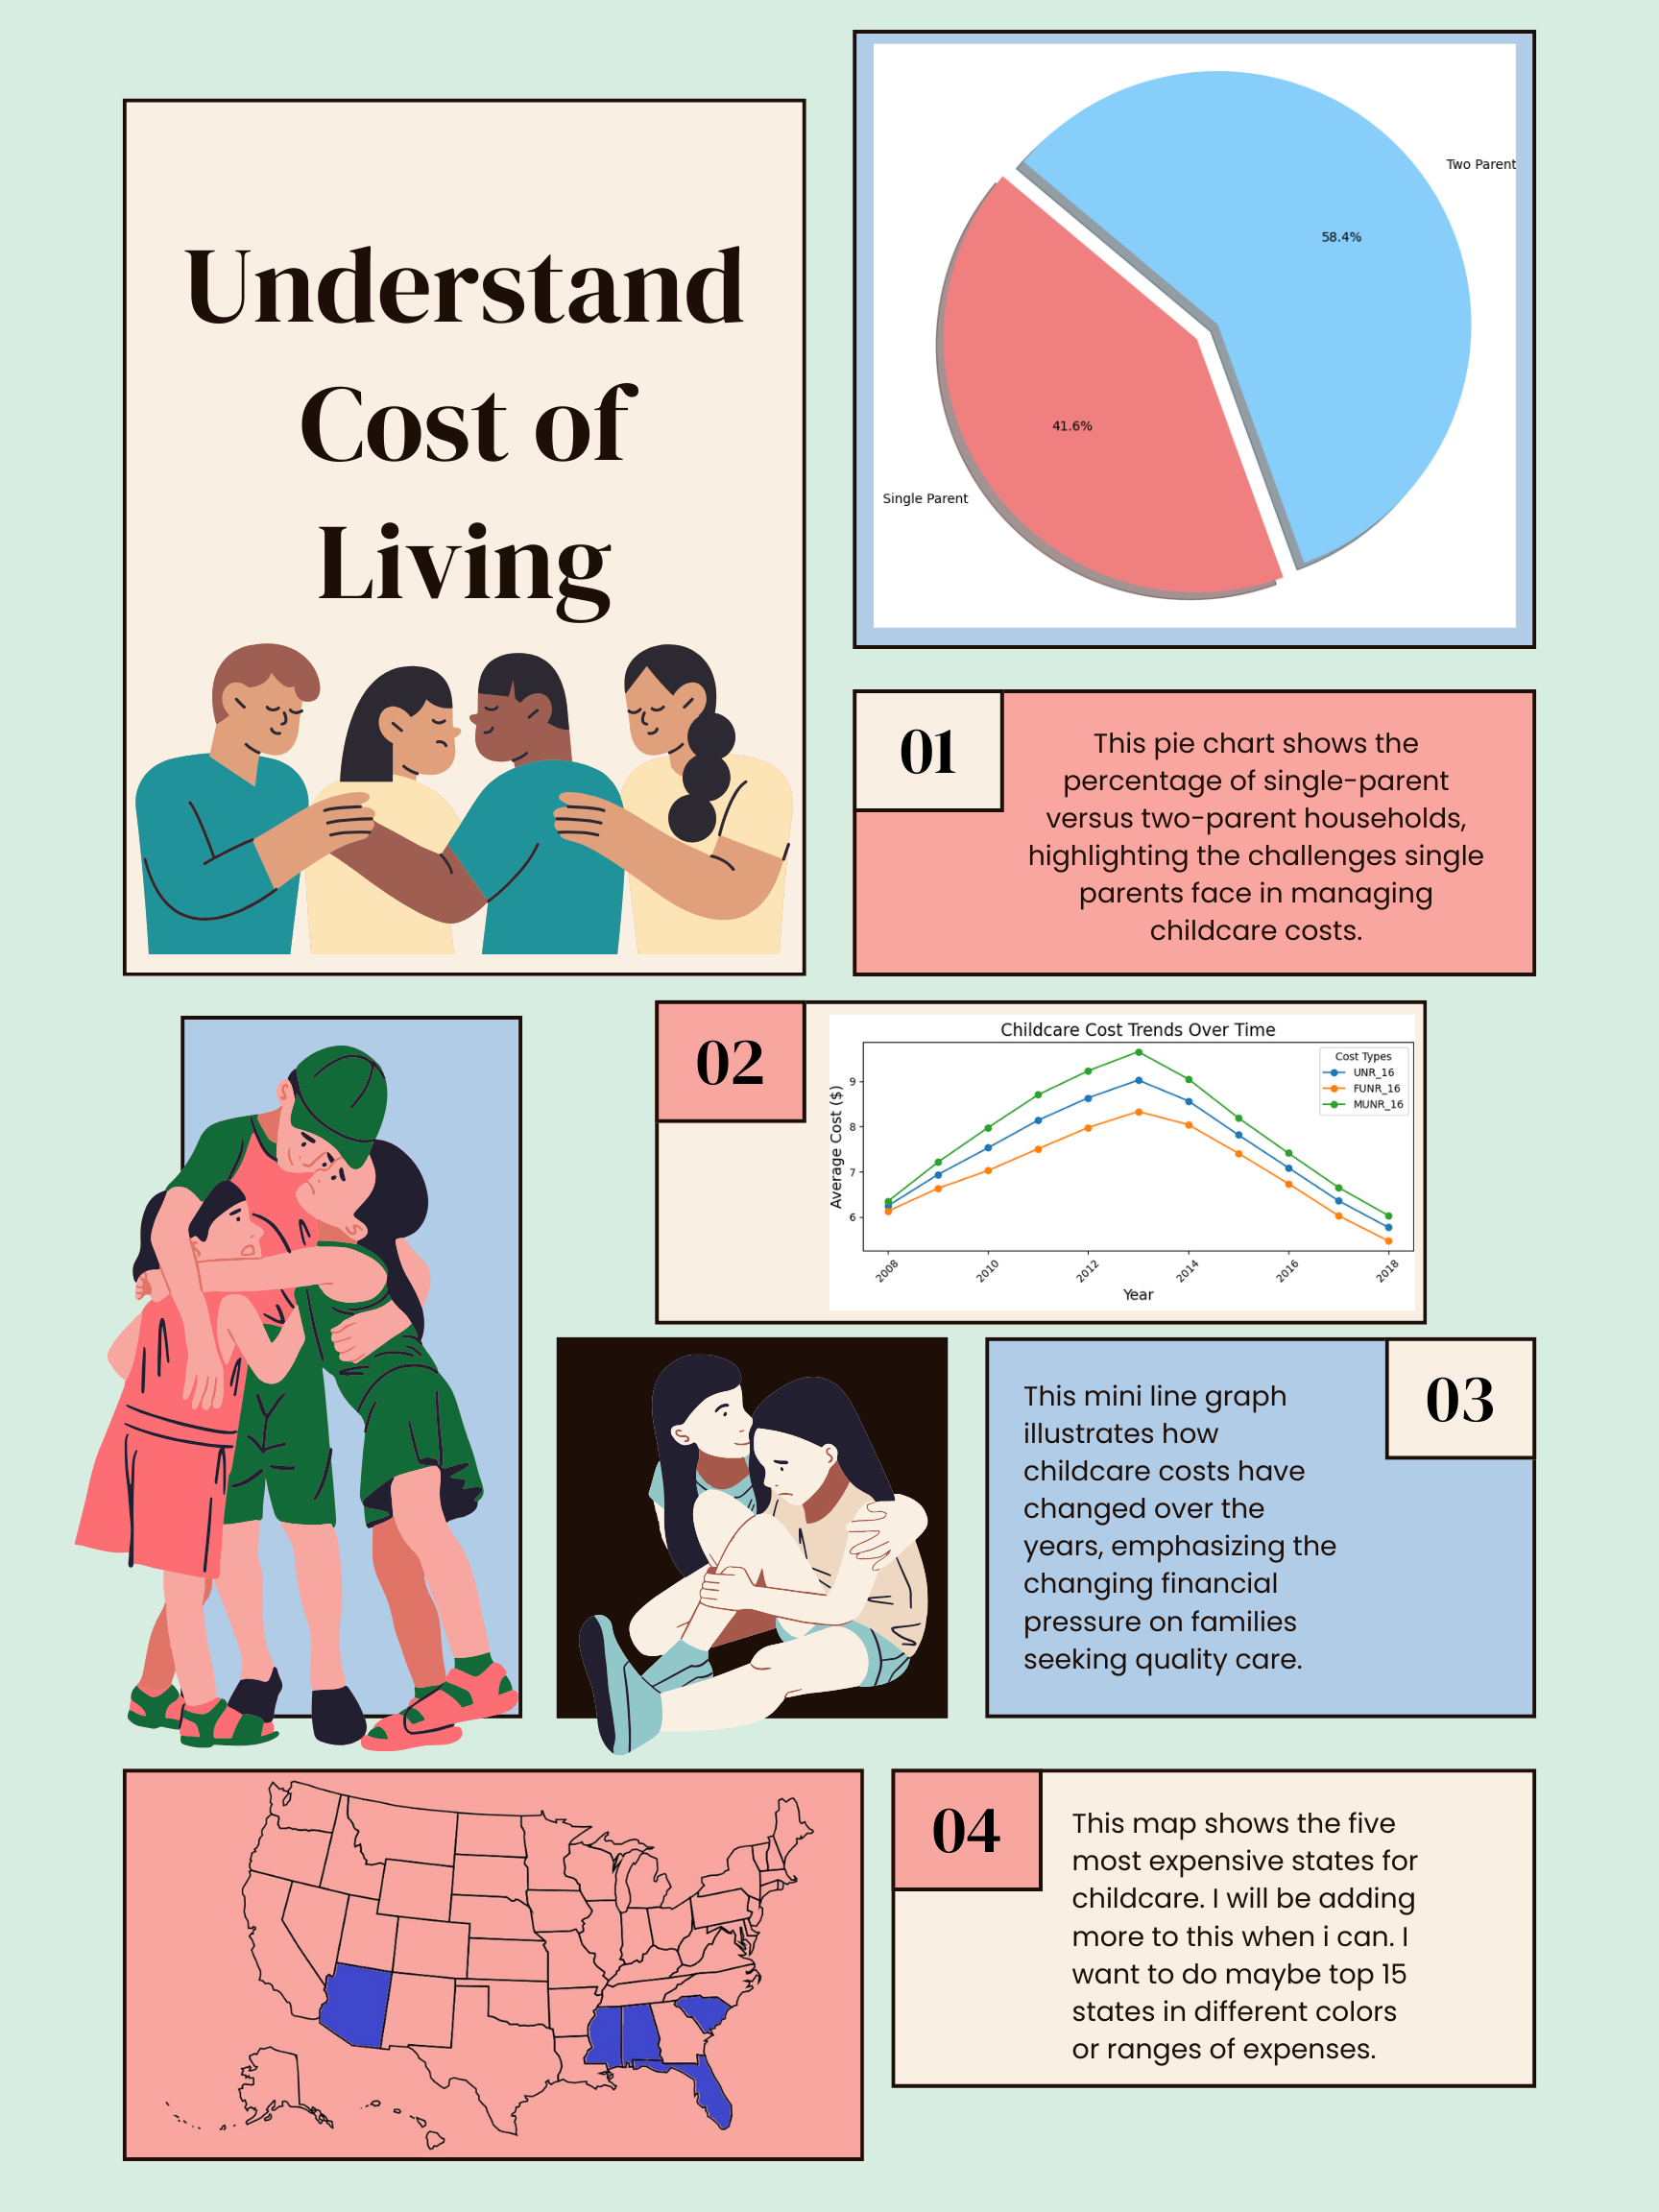 Understand
Cost of
Living
Two Parent
58.4%
41.6%
Single Parent
01
This pie chart shows the
percentage of single-parent
versus two-parent households,
highlighting the challenges single
parents face in managing
childcare costs.
02
Childcare Cost Trends Over Time
Cost Types
UNR_16
FUNR_16
MUNR_16
Average Cost ($)
9
8
7
6
2008
2010
2012
2014
2016
2018
Year
03
This mini line graph
illustrates how
childcare costs have
changed over the
years, emphasizing the
changing financial
pressure on families
seeking quality care.
04
This map shows the five
most expensive states for
childcare. I will be adding
more to this when i can. I
want to do maybe top 15
states in different colors
or ranges of expenses.